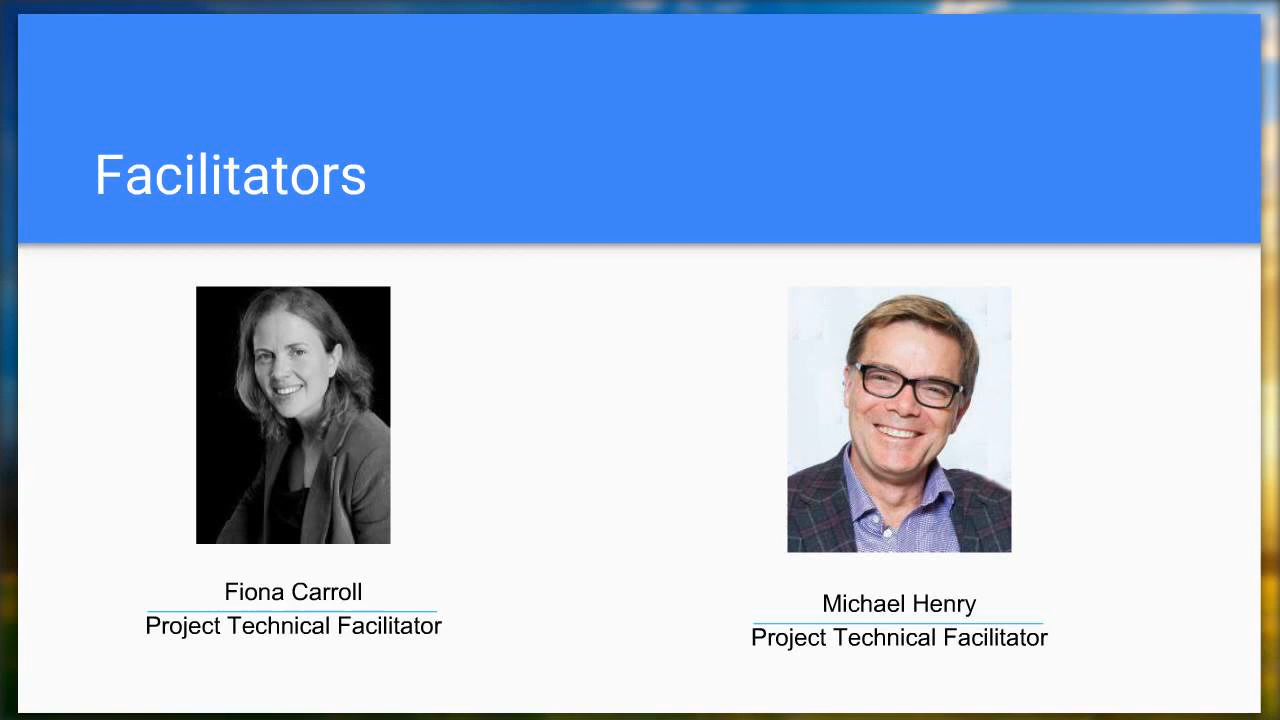 Facilitators
Fiona Carroll
Project Technical Facilitator
Michael Henry
Project Technical Facilitator